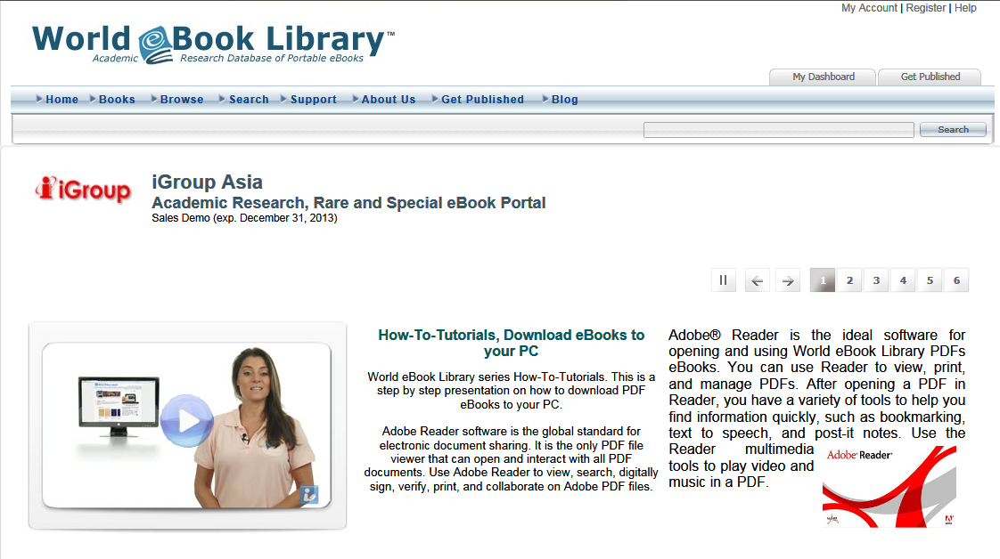 My Account | Register | Help
World eBook Library™
Academic Research Database of Portable eBooks
My Dashboard
Get Published
Home
Books
Browse
Search
Support
About Us
Get Published
Blog
Search
iGroup
iGroup Asia
Academic Research, Rare and Special eBook Portal
Sales Demo (exp. December 31, 2013)
1 2 3 4 5 6
How-To-Tutorials, Download eBooks to
your PC
World eBook Library series How-To-Tutorials. This is a
step by step presentation on how to download PDF
eBooks to your PC.
Adobe Reader software is the global standard for
electronic document sharing. It is the only PDF file
viewer that can open and interact with all PDF
documents. Use Adobe Reader to view, search, digitally
sign, verify, print, and collaborate on Adobe PDF files.
Adobe® Reader is the ideal software for
opening and using World eBook Library PDFs
eBooks. You can use Reader to view, print,
and manage PDFs. After opening a PDF in
Reader, you have a variety of tools to help you
find information quickly, such as bookmarking,
text to speech, and post-it notes. Use the
Reader multimedia
tools to play video and
music in a PDF.
Adobe® Reader®